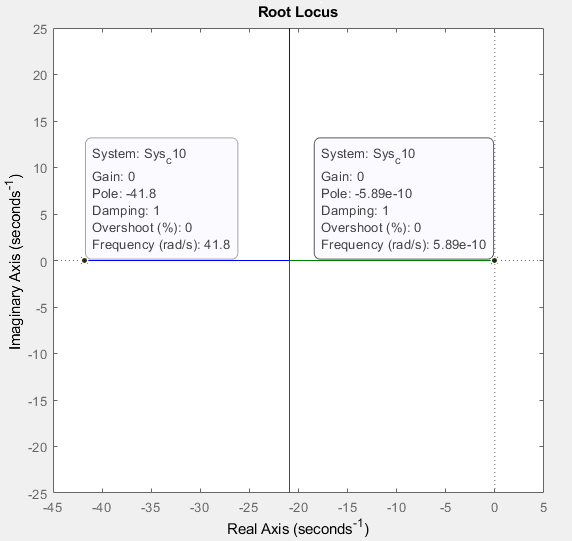 Root Locus
25
20
15
10
5
0
-5
-10
-15
-20
-25
Imaginary Axis (seconds⁻¹)
System: Sys_c10
Gain: 0
Pole: -41.8
Damping: 1
Overshoot (%): 0
Frequency (rad/s): 41.8
System: Sys_c10
Gain: 0
Pole: -5.89e-10
Damping: 1
Overshoot (%): 0
Frequency (rad/s): 5.89e-10
-45 -40 -35 -30 -25 -20 -15 -10 -5 0 5
Real Axis (seconds⁻¹)